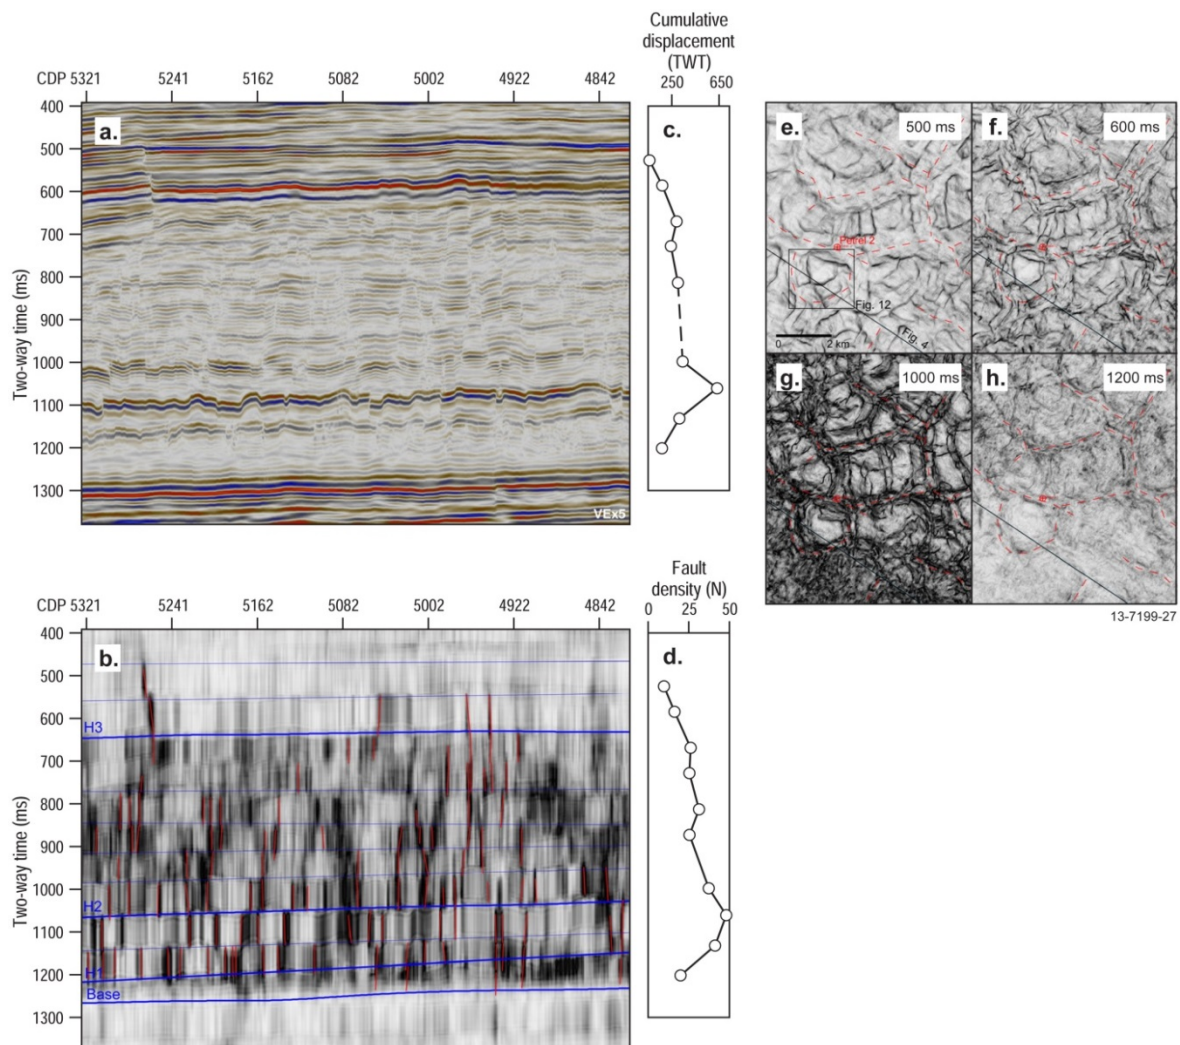 Cumulative
displacement
(TWT)
250 650
CDP 5321 5241 5162 5082 5002 4922 4842
a.
c.
Two-way time (ms)
400
500
600
700
800
900
1000
1100
1200
1300
VEx5
e. 500 ms
f. 600 ms
Petrel 2
Fig. 12
Fig. 4
0 2 km
g. 1000 ms
h. 1200 ms
13-7199-27
Fault
density (N)
0 25 50
CDP 5321 5241 5162 5082 5002 4922 4842
b.
d.
Two-way time (ms)
400
500
600
700
800
900
1000
1100
1200
1300
H3
H2
H1
Base